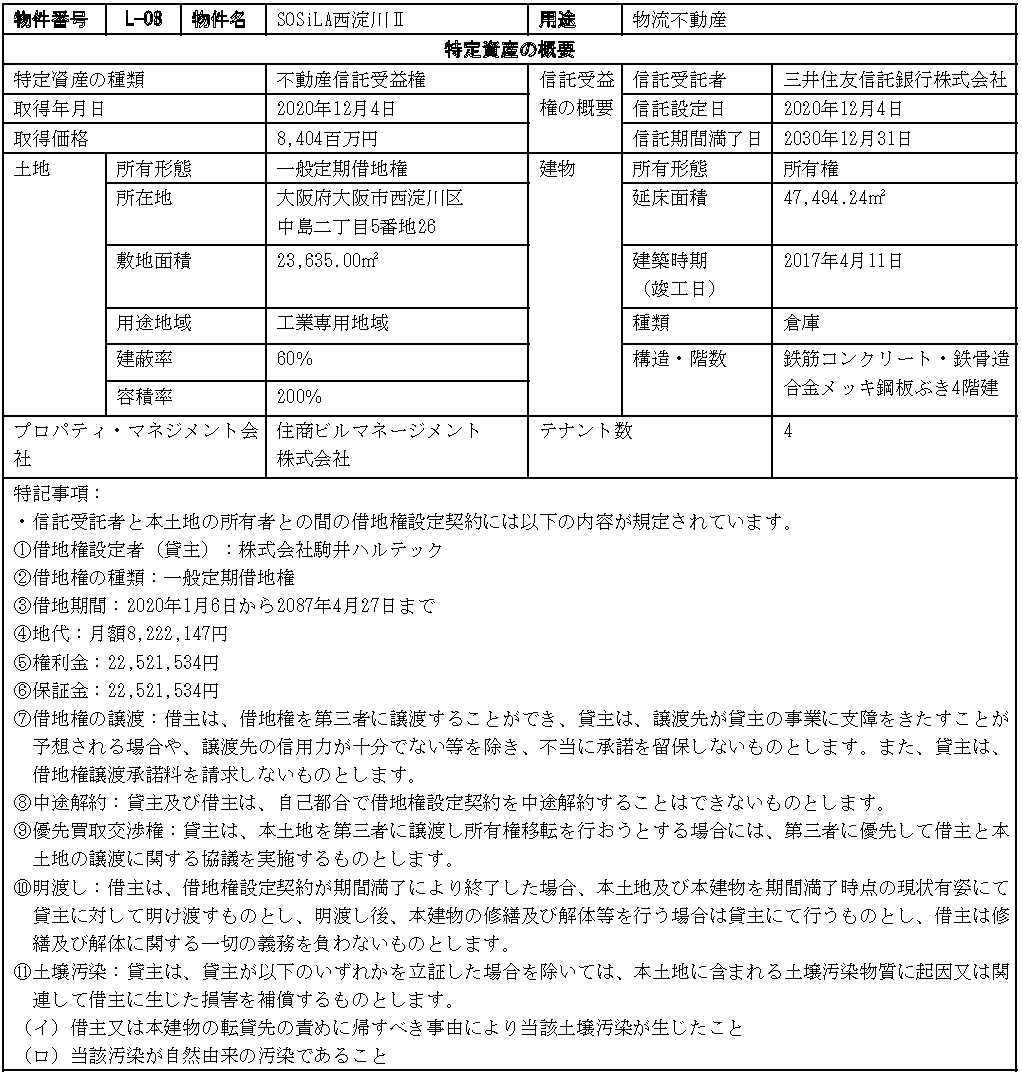 物件番号 L-08 物件名 SOSiLA西淀川Ⅱ 用途 物流不動産
特定資産の概要
特定資産の種類 不動産信託受益権 信託受益 信託受託者 三井住友信託銀行株式会社
取得年月日 2020年12月4日 権の概要 信託設定日 2020年12月4日
取得価格 8,404百万円 信託期間満了日 2030年12月31日
土地 所有形態 一般定期借地権 建物 所有形態 所有権
所在地 大阪府大阪市西淀川区 延床面積 47,494.24㎡
中島二丁目5番地26
敷地面積 23,635.00㎡ 建築時期 2017年4月11日
（竣工日）
用途地域 工業専用地域 種類 倉庫
建蔽率 60% 構造・階数 鉄筋コンクリート・鉄骨造
合金メッキ鋼板ぶき4階建
容積率 200%
プロパティ・マネジメント会 住商ビルマネージメント テナント数 4
社 株式会社
特記事項：
・信託受託者と本土地の所有者との間の借地権設定契約には以下の内容が規定されています。
①借地権設定者（貸主）：株式会社駒井ハルテック
②借地権の種類：一般定期借地権
③借地期間：2020年1月6日から2087年4月27日まで
④地代：月額8,222,147円
⑤権利金：22,521,534円
⑥保証金：22,521,534円
⑦借地権の譲渡：借主は、借地権を第三者に譲渡することができ、貸主は、譲渡先が貸主の事業に支障をきたすことが
予想される場合や、譲渡先の信用力が十分でない等を除き、不当に承諾を留保しないものとします。また、貸主は、
借地権譲渡承諾料を請求しないものとします。
⑧中途解約：貸主及び借主は、自己都合で借地権設定契約を中途解約することはできないものとします。
⑨優先買取交渉権：貸主は、本土地を第三者に譲渡し所有権移転を行おうとする場合には、第三者に優先して借主と本
土地の譲渡に関する協議を実施するものとします。
⑩明渡し：借主は、借地権設定契約が期間満了により終了した場合、本土地及び本建物を期間満了時点の現状有姿にて
貸主に対して明け渡すものとし、明渡し後、本建物の修繕及び解体等を行う場合は貸主にて行うものとし、借主は修
繕及び解体に関する一切の義務を負わないものとします。
⑪土壌汚染：貸主は、貸主が以下のいずれかを立証した場合を除いては、本土地に含まれる土壌汚染物質に起因又は関
連して借主に生じた損害を補償するものとします。
（イ）借主又は本建物の転貸先の責めに帰すべき事由により当該土壌汚染が生じたこと
（ロ）当該汚染が自然由来の汚染であること